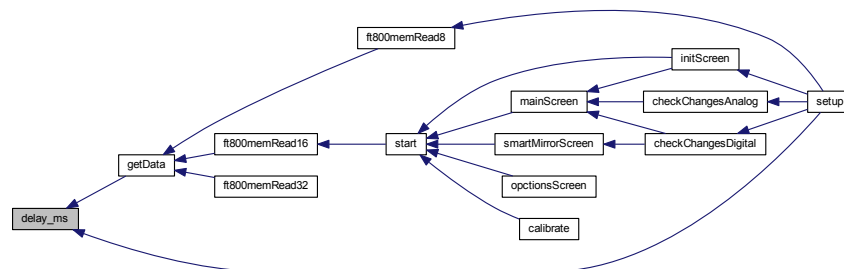 ft800memRead8
initScreen
mainScreen
checkChangesAnalog
setup
ft800memRead16
start
smartMirrorScreen
checkChangesDigital
getData
ft800memRead32
opctionsScreen
delay_ms
calibrate